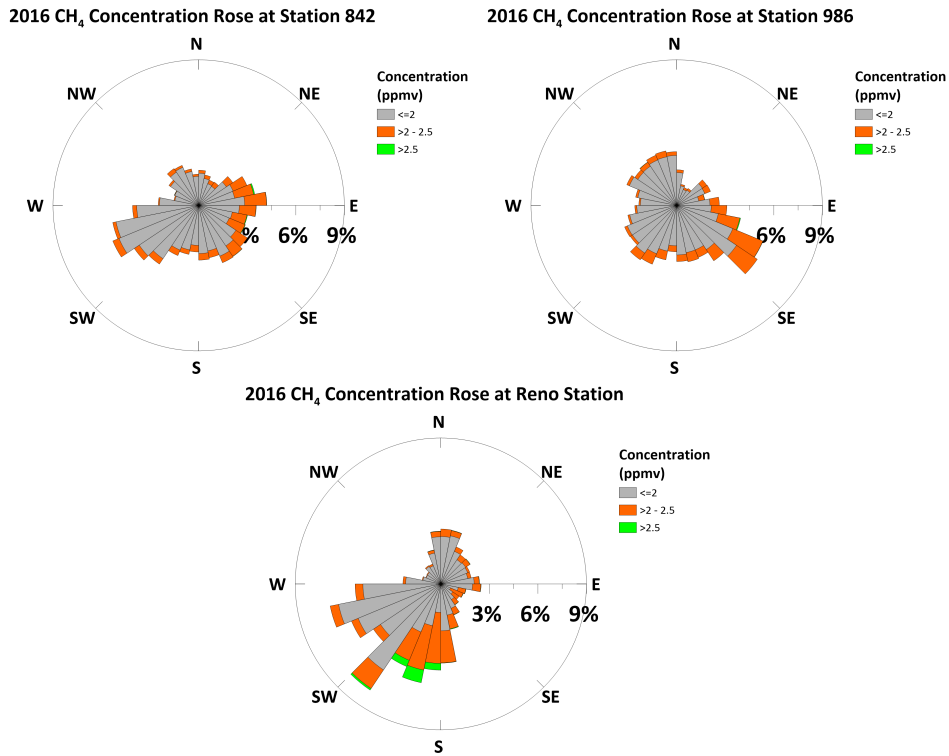 2016 CH4 Concentration Rose at Station 842
N
NE
E
SE
S
SW
W
NW
% 6% 9%
Concentration
(ppmv)
<=2
>2 - 2.5
>2.5
2016 CH4 Concentration Rose at Station 986
N
NE
E
SE
S
SW
W
NW
6% 9%
Concentration
(ppmv)
<=2
>2 - 2.5
>2.5
2016 CH4 Concentration Rose at Reno Station
N
NE
E
SE
S
SW
W
NW
3% 6% 9%
Concentration
(ppmv)
<=2
>2 - 2.5
>2.5